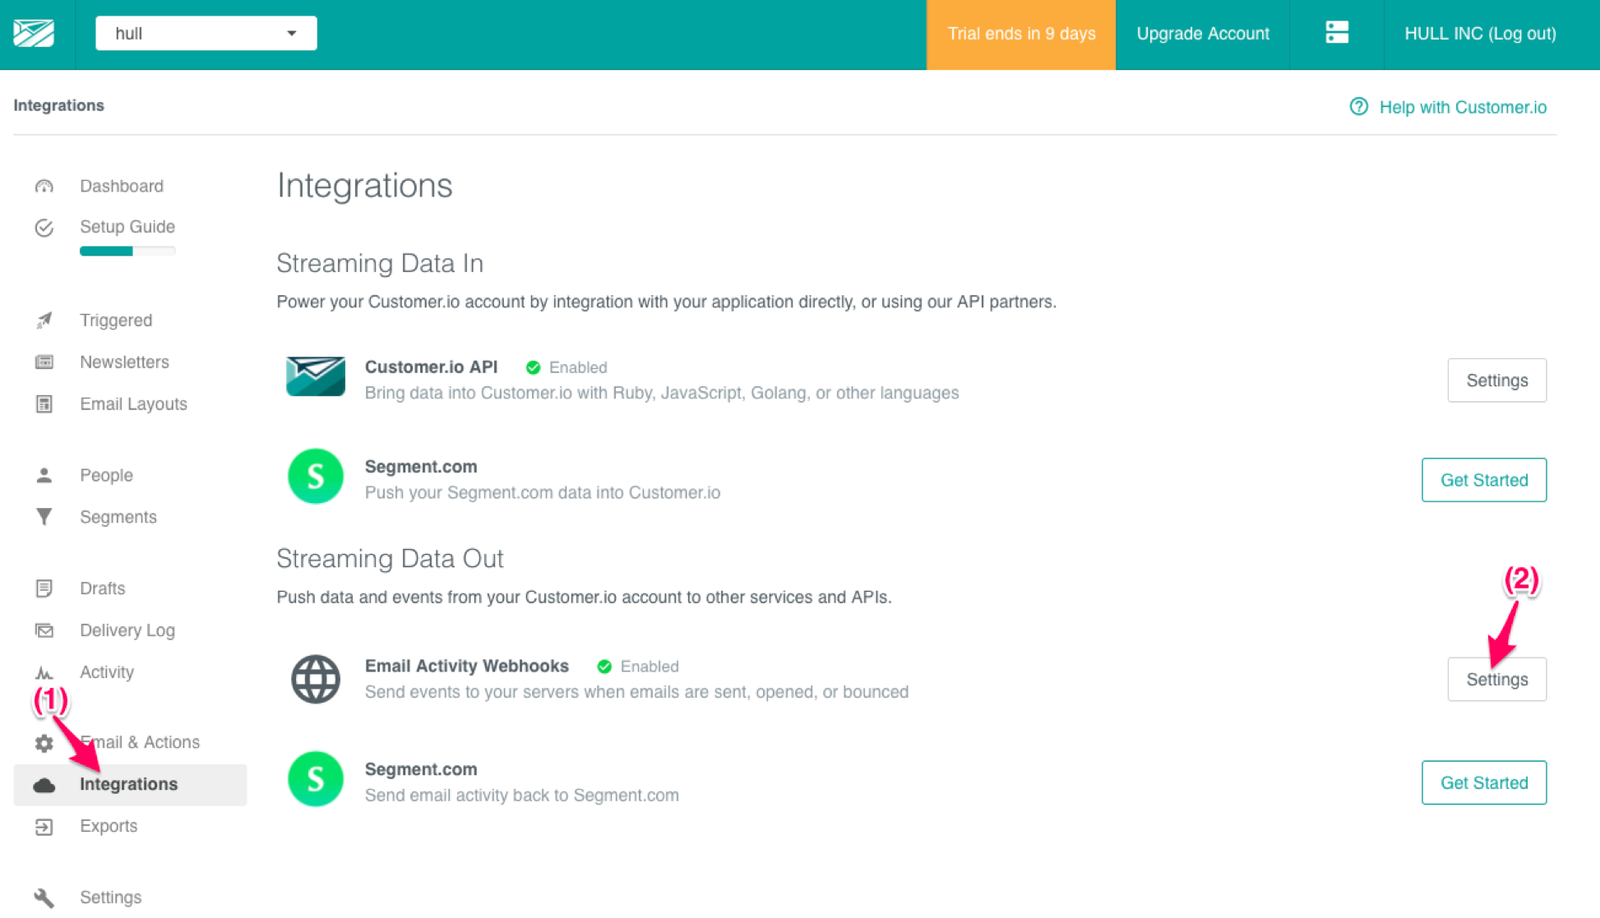 hull
Trial ends in 9 days
Upgrade Account
HULL INC (Log out)
Integrations
Help with Customer.io
Dashboard
Setup Guide
Triggered
Newsletters
Email Layouts
People
Segments
Drafts
Delivery Log
Activity
(1)
Email & Actions
Integrations
Exports
Settings
Integrations
Streaming Data In
Power your Customer.io account by integration with your application directly, or using our API partners.
Customer.io API Enabled
Bring data into Customer.io with Ruby, JavaScript, Golang, or other languages
Settings
S
Segment.com
Push your Segment.com data into Customer.io
Get Started
Streaming Data Out
Push data and events from your Customer.io account to other services and APIs.
(2)
Email Activity Webhooks Enabled
Send events to your servers when emails are sent, opened, or bounced
Settings
S
Segment.com
Send email activity back to Segment.com
Get Started